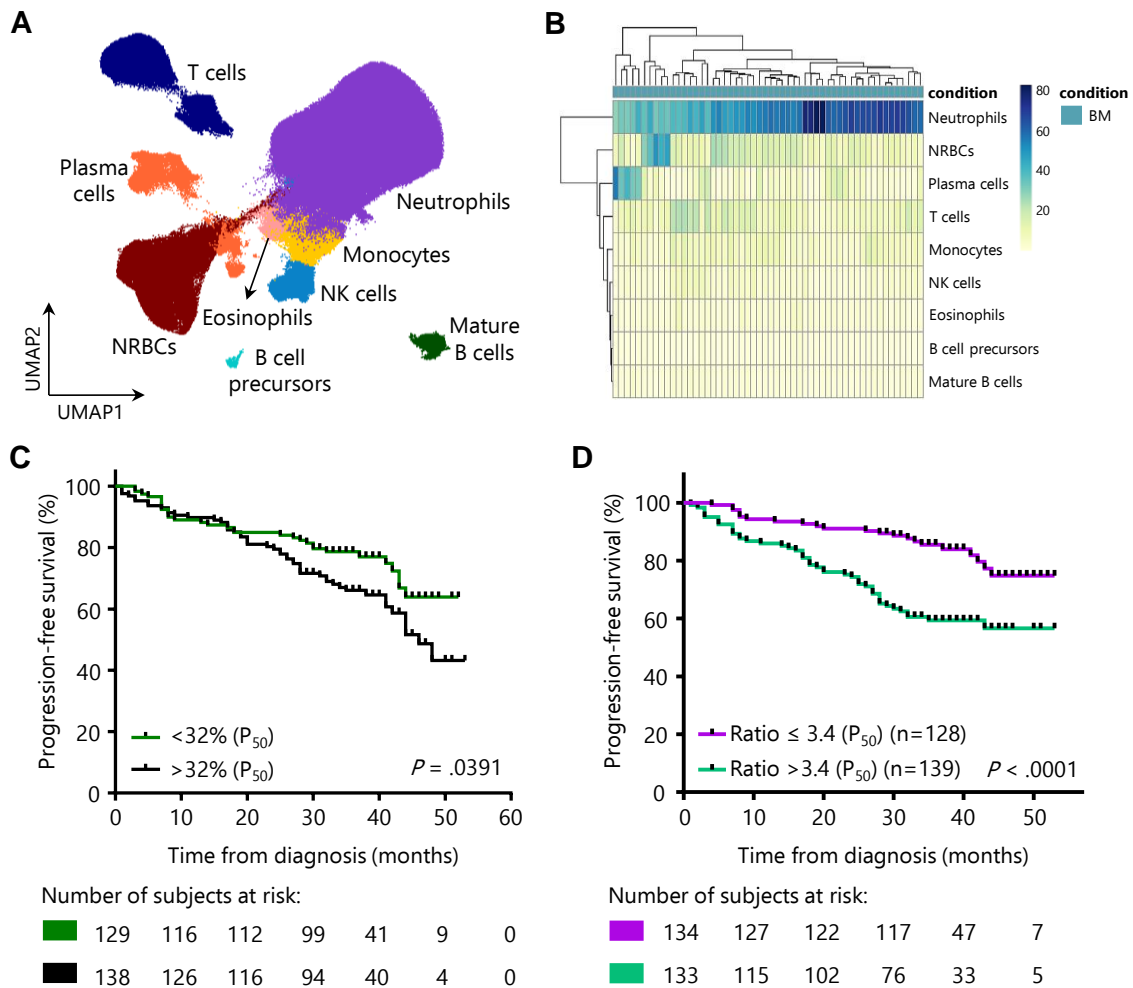 A
T cells
Plasma
cells
Neutrophils
Monocytes
NK cells
Eosinophils
NRBCs
B cell
precursors
Mature
B cells
UMAP2
UMAP1
B
condition
Neutrophils
NRBCs
Plasma cells
T cells
Monocytes
NK cells
Eosinophils
B cell precursors
Mature B cells
80
60
40
20
condition
BM
C
Progression-free survival (%)
100
80
60
40
20
0
<32% (P50)
>32% (P50)
P = .0391
0 10 20 30 40 50 60
Time from diagnosis (months)
Number of subjects at risk:
129 116 112 99 41 9 0
138 126 116 94 40 4 0
D
Progression-free survival (%)
100
80
60
40
20
0
Ratio ≤ 3.4 (P50) (n=128)
Ratio >3.4 (P50) (n=139)
P < .0001
0 10 20 30 40 50
Time from diagnosis (months)
Number of subjects at risk:
134 127 122 117 47 7
133 115 102 76 33 5